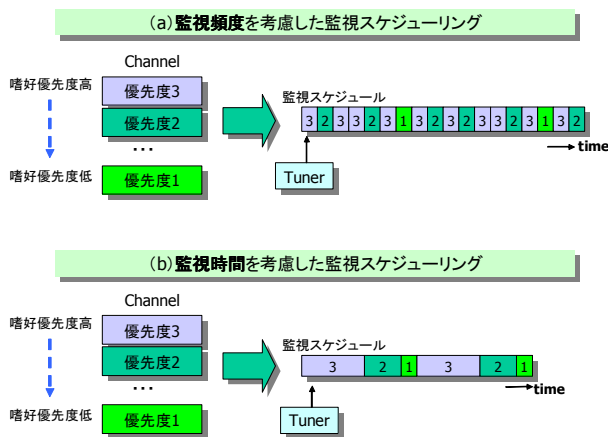 (a)監視頻度を考慮した監視スケジューリング
Channel
嗜好優先度高
優先度3
優先度2
・・・
嗜好優先度低
優先度1
監視スケジュール
3 2 3 3 2 3 1 3 2 3 2 3 3 2 3 1 3 2
time
Tuner
(b)監視時間を考慮した監視スケジューリング
Channel
嗜好優先度高
優先度3
優先度2
・・・
嗜好優先度低
優先度1
監視スケジュール
3 2 1 3 2 1
time
Tuner